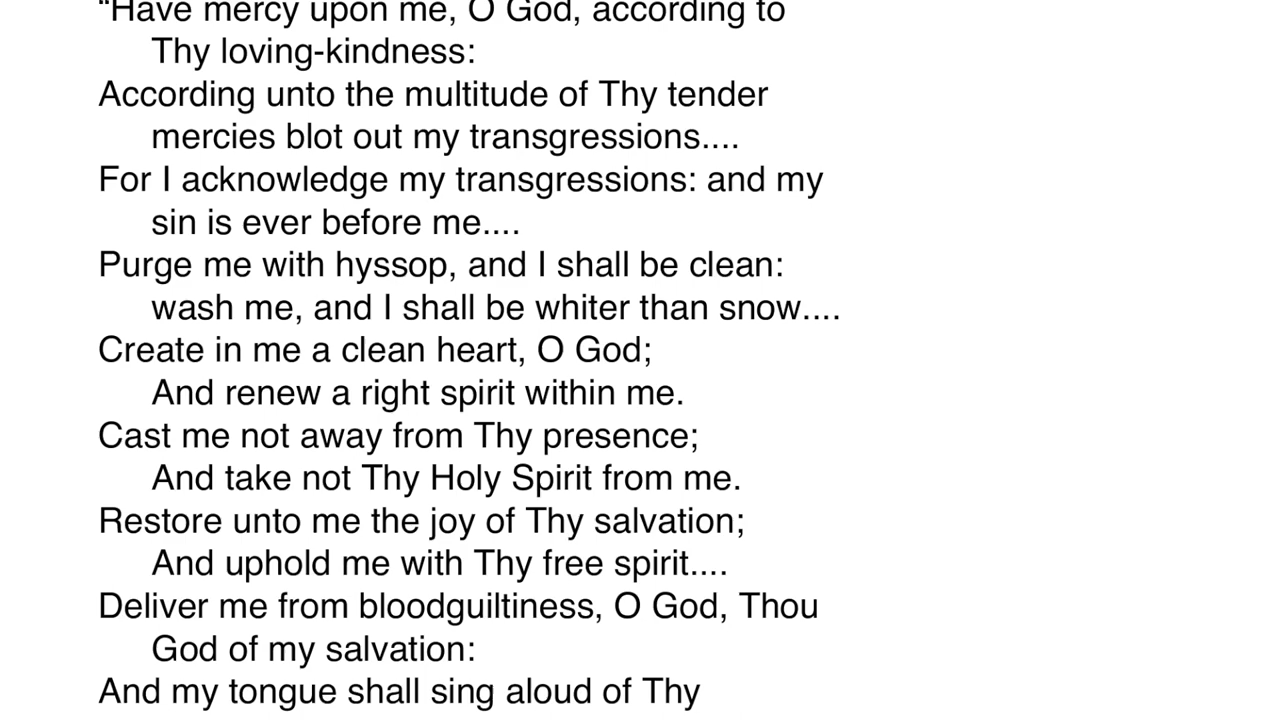 “Have mercy upon me, O God, according to
Thy loving-kindness:
According unto the multitude of Thy tender
mercies blot out my transgressions....
For I acknowledge my transgressions: and my
sin is ever before me....
Purge me with hyssop, and I shall be clean:
wash me, and I shall be whiter than snow....
Create in me a clean heart, O God;
And renew a right spirit within me.
Cast me not away from Thy presence;
And take not Thy Holy Spirit from me.
Restore unto me the joy of Thy salvation;
And uphold me with Thy free spirit....
Deliver me from bloodguiltiness, O God, Thou
God of my salvation:
And my tongue shall sing aloud of Thy